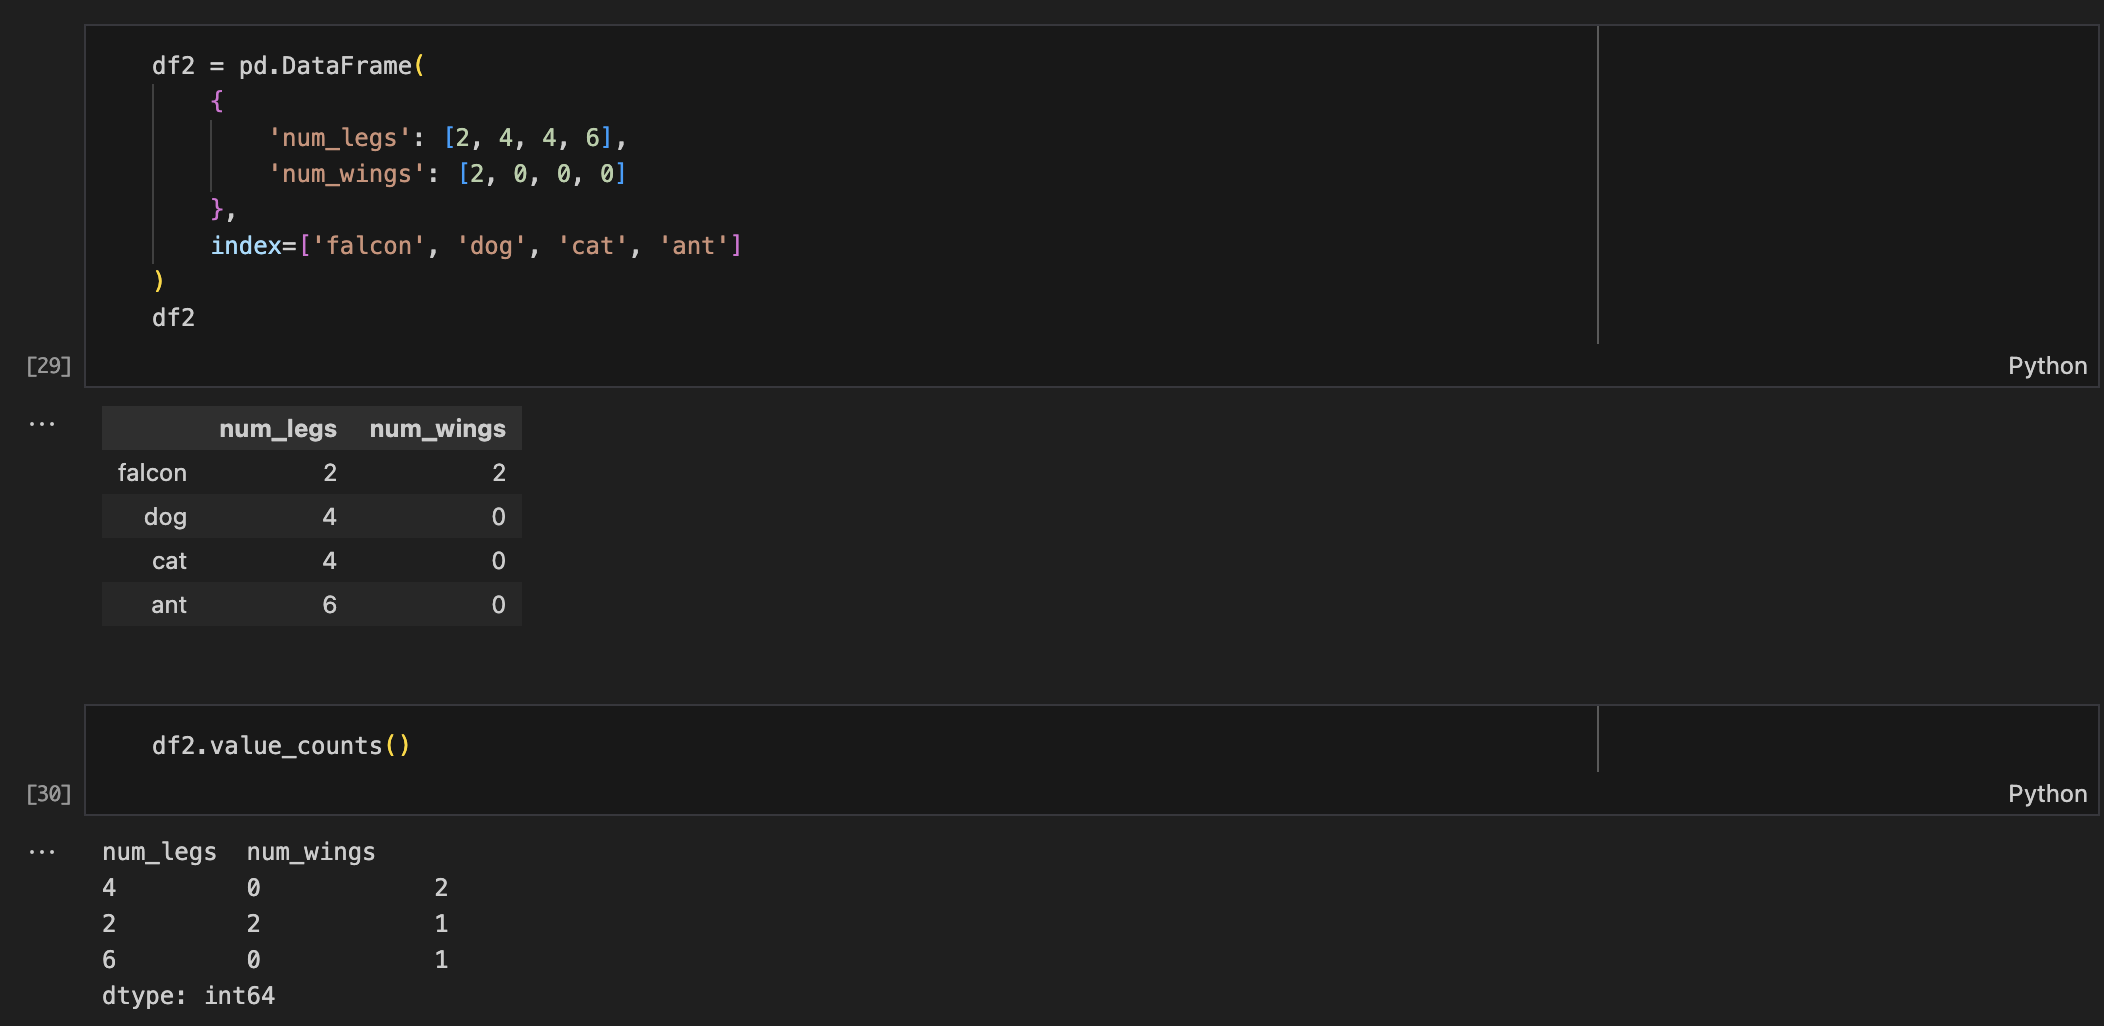 df2 = pd.DataFrame(
{
'num_legs': [2, 4, 4, 6],
'num_wings': [2, 0, 0, 0]
},
index=['falcon', 'dog', 'cat', 'ant']
)
df2
[29]
Python
...
num_legs num_wings
falcon 2 2
dog 4 0
cat 4 0
ant 6 0
df2.value_counts()
[30]
Python
...
num_legs num_wings
4 0 2
2 2 1
6 0 1
dtype: int64